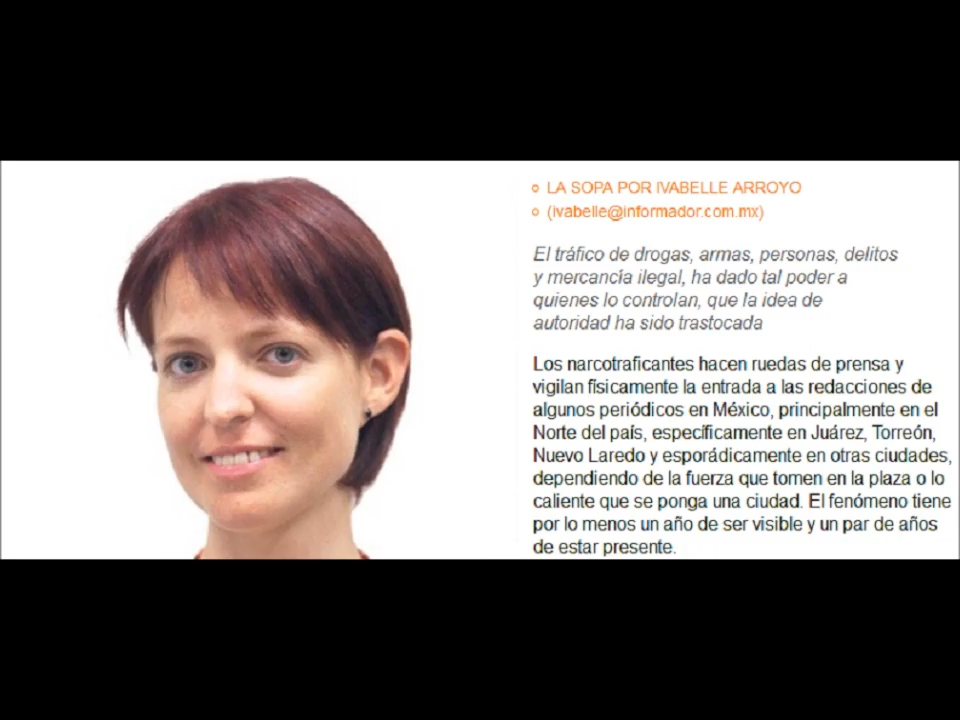 LA SOPA POR IVABELLE ARROYO
(ivabelle@informador.com.mx)
El tráfico de drogas, armas, personas, delitos
y mercancía ilegal, ha dado tal poder a
quienes lo controlan, que la idea de
autoridad ha sido trastocada
Los narcotraficantes hacen ruedas de prensa y
vigilan físicamente la entrada a las redacciones de
algunos periódicos en México, principalmente en el
Norte del país, específicamente en Juárez, Torreón,
Nuevo Laredo y esporádicamente en otras ciudades,
dependiendo de la fuerza que tomen en la plaza o lo
caliente que se ponga una ciudad. El fenómeno tiene
por lo menos un año de ser visible y un par de años
de estar presente.